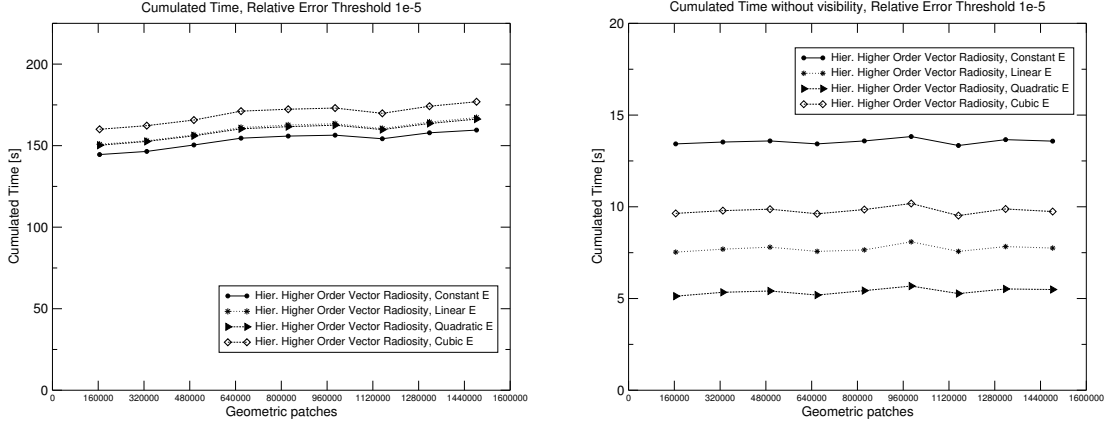 Cumulated Time, Relative Error Threshold 1e-5
200
150
100
50
0
Cumulated Time [s]
Hier. Higher Order Vector Radiosity, Constant E
Hier. Higher Order Vector Radiosity, Linear E
Hier. Higher Order Vector Radiosity, Quadratic E
Hier. Higher Order Vector Radiosity, Cubic E
0 160000 320000 480000 640000 800000 960000 1120000 1280000 1440000 1600000
Geometric patches
Cumulated Time without visibility, Relative Error Threshold 1e-5
20
15
10
5
0
Cumulated Time [s]
Hier. Higher Order Vector Radiosity, Constant E
Hier. Higher Order Vector Radiosity, Linear E
Hier. Higher Order Vector Radiosity, Quadratic E
Hier. Higher Order Vector Radiosity, Cubic E
0 160000 320000 480000 640000 800000 960000 1120000 1280000 1440000 1600000
Geometric patches